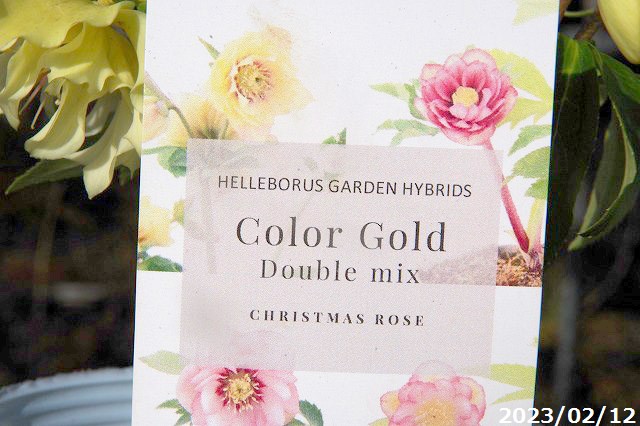 HELLEBORUS GARDEN HYBRIDS
Color Gold
Double mix
CHRISTMAS ROSE
2023/02/12